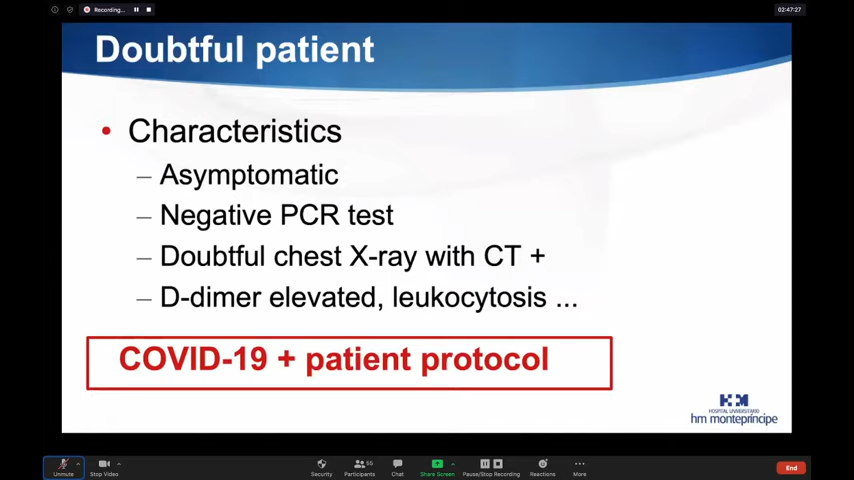 Recording...
02:47:27
Doubtful patient
• Characteristics
– Asymptomatic
– Negative PCR test
– Doubtful chest X-ray with CT +
– D-dimer elevated, leukocytosis ...
COVID-19 + patient protocol
HM
HOSPITAL UNIVERSITARIO
hm montepríncipe
Unmute
Stop Video
Security
Participants
55
Chat
Share Screen
Pause/Stop Recording
Reactions
More
End